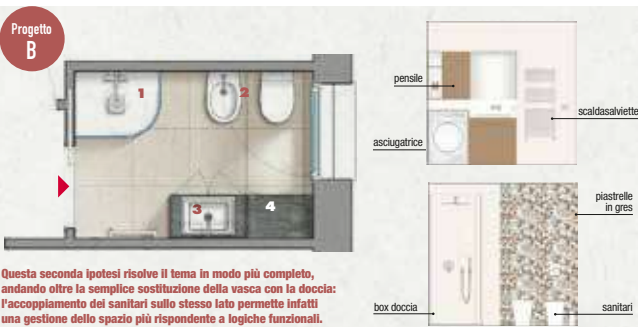 Progetto
B
1
2
3
4
pensile
scaldasalviette
asciugatrice
piastrelle
in gres
box doccia
sanitari
Questa seconda ipotesi risolve il tema in modo più completo,
andando oltre la semplice sostituzione della vasca con la doccia:
l'accoppiamento dei sanitari sullo stesso lato permette infatti
una gestione dello spazio più rispondente a logiche funzionali.